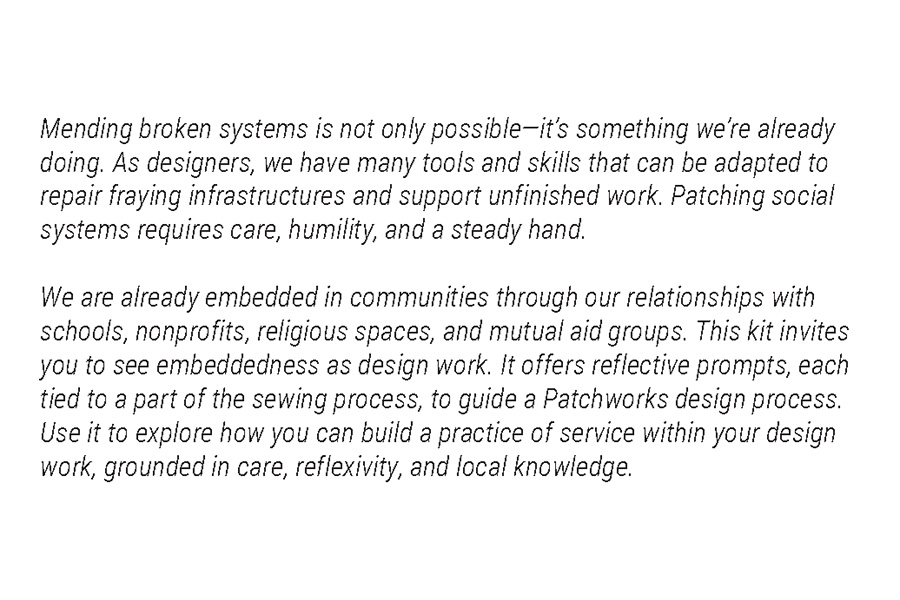 Mending broken systems is not only possible—it’s something we’re already
doing. As designers, we have many tools and skills that can be adapted to
repair fraying infrastructures and support unfinished work. Patching social
systems requires care, humility, and a steady hand.
We are already embedded in communities through our relationships with
schools, nonprofits, religious spaces, and mutual aid groups. This kit invites
you to see embeddedness as design work. It offers reflective prompts, each
tied to a part of the sewing process, to guide a Patchworks design process.
Use it to explore how you can build a practice of service within your design
work, grounded in care, reflexivity, and local knowledge.